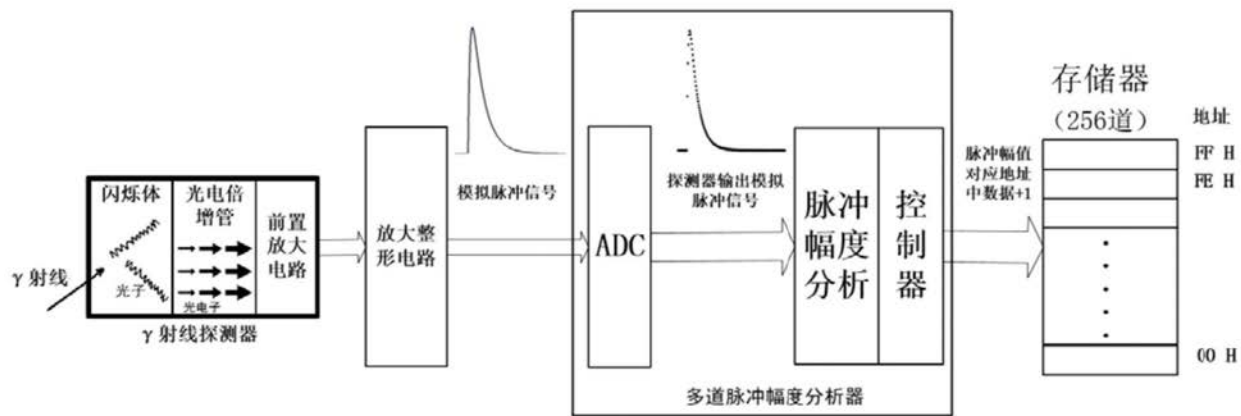 存储器
(256道)
地址
FF H
FE H
00 H
闪烁体
光子
γ 射线
光电倍
增管
光电子
前置
放大
电路
γ 射线探测器
放大整
形电路
模拟脉冲信号
ADC
探测器输出模拟
脉冲信号
脉冲
幅度
分析
控
制
器
多道脉冲幅度分析器
脉冲幅值
对应地址
中数据+1